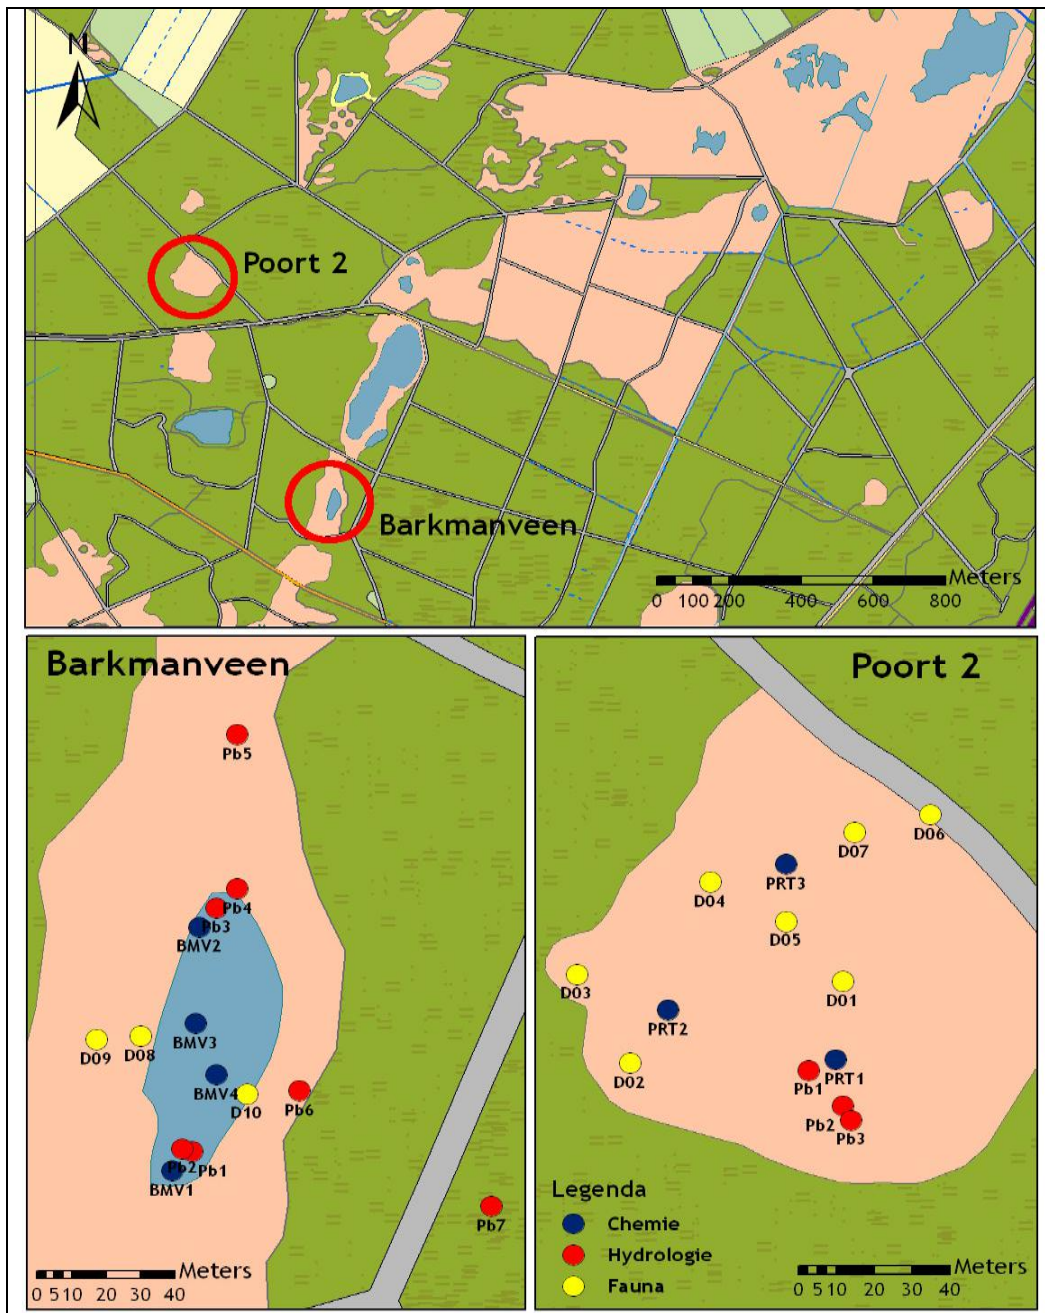 N
Poort 2
Barkmanveen
Meters
0 100 200 400 600 800
Barkmanveen
Pb5
Pb4
Pb3
BMV2
BMV3
D09
D08
BMV4
D10
Pb6
Pb2
Pb1
BMV1
Pb7
Meters
0 5 10 20 30 40
Poort 2
D06
D07
PRT3
D04
D05
D03
D01
PRT2
D02
PRT1
Pb1
Pb2
Pb3
Legenda
Chemie
Hydrologie
Fauna
Meters
0 5 10 20 30 40